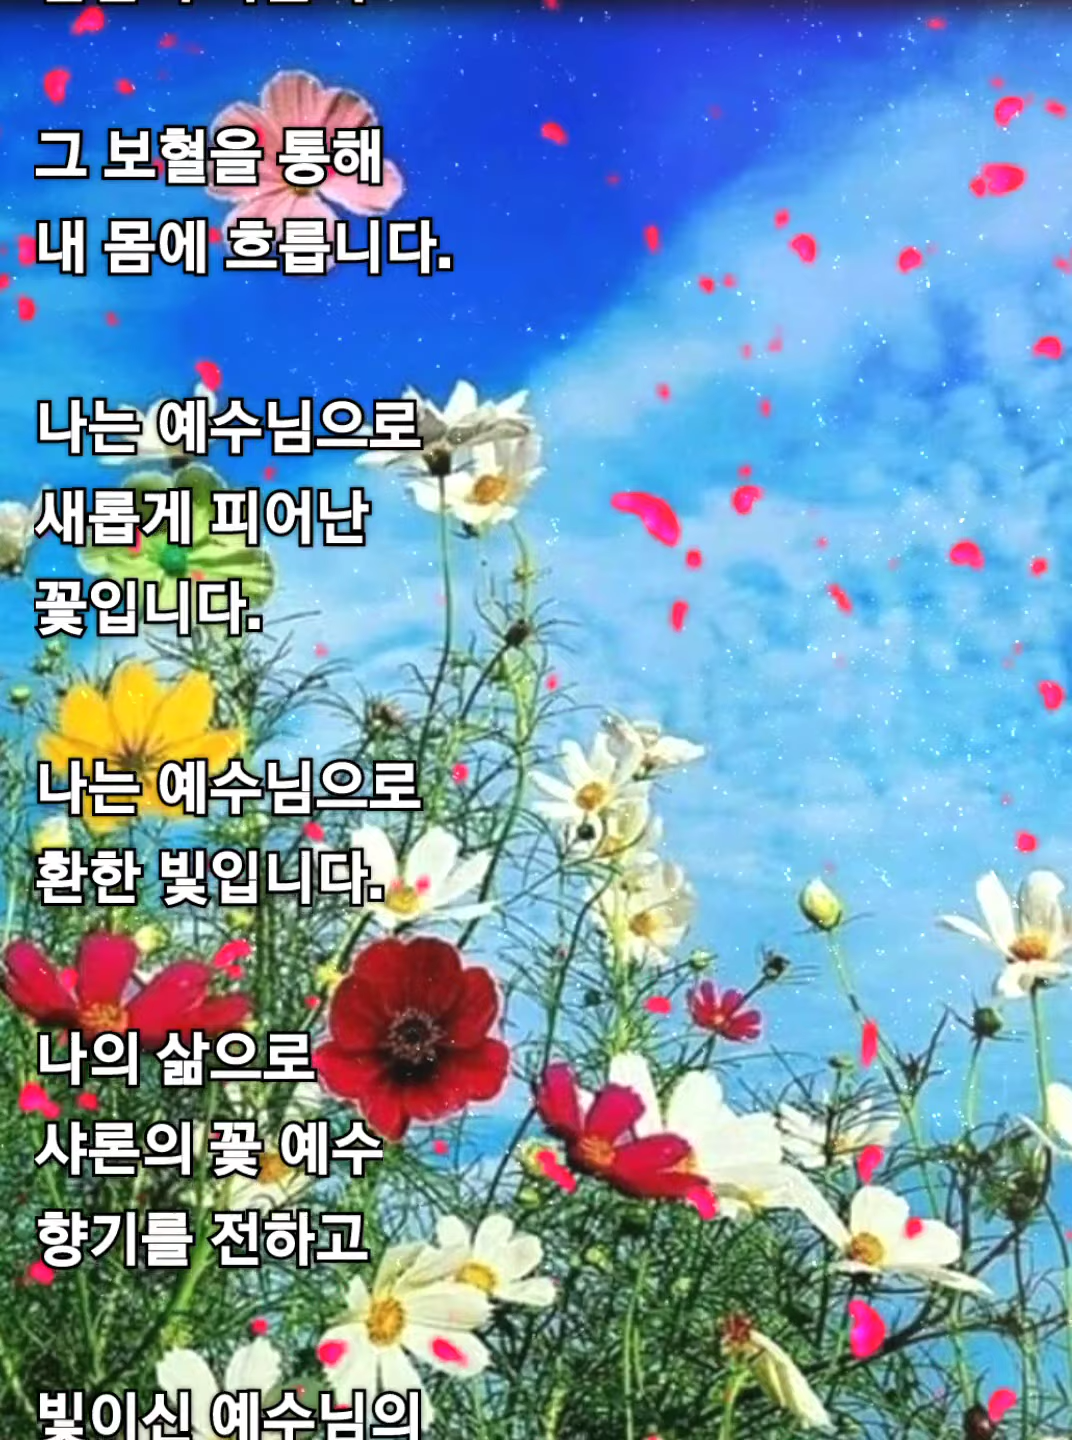 그 보혈을 통해
내 몸에 흐릅니다.
나는 예수님으로
새롭게 피어난
꽃입니다.
나는 예수님으로
환한 빛입니다.
나의 삶으로
샤론의 꽃 예수
향기를 전하고
빛이신 예수님의